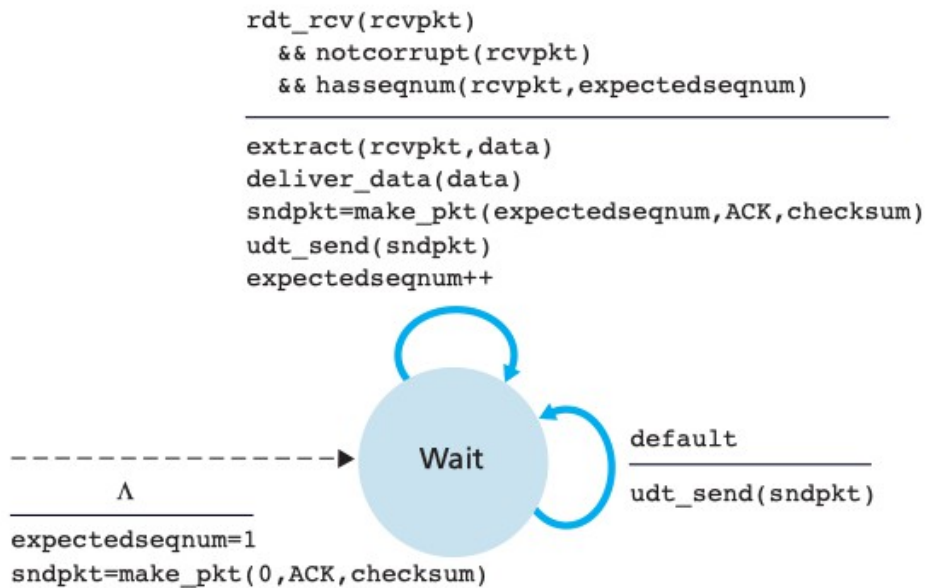 rdt_rcv(rcvpkt)
&& notcorrupt(rcvpkt)
&& hasseqnum(rcvpkt,expectedseqnum)
extract(rcvpkt,data)
deliver_data(data)
sndpkt=make_pkt(expectedseqnum,ACK,checksum)
udt_send(sndpkt)
expectedseqnum++
Wait
default
udt_send(sndpkt)
Λ
expectedseqnum=1
sndpkt=make_pkt(0,ACK,checksum)